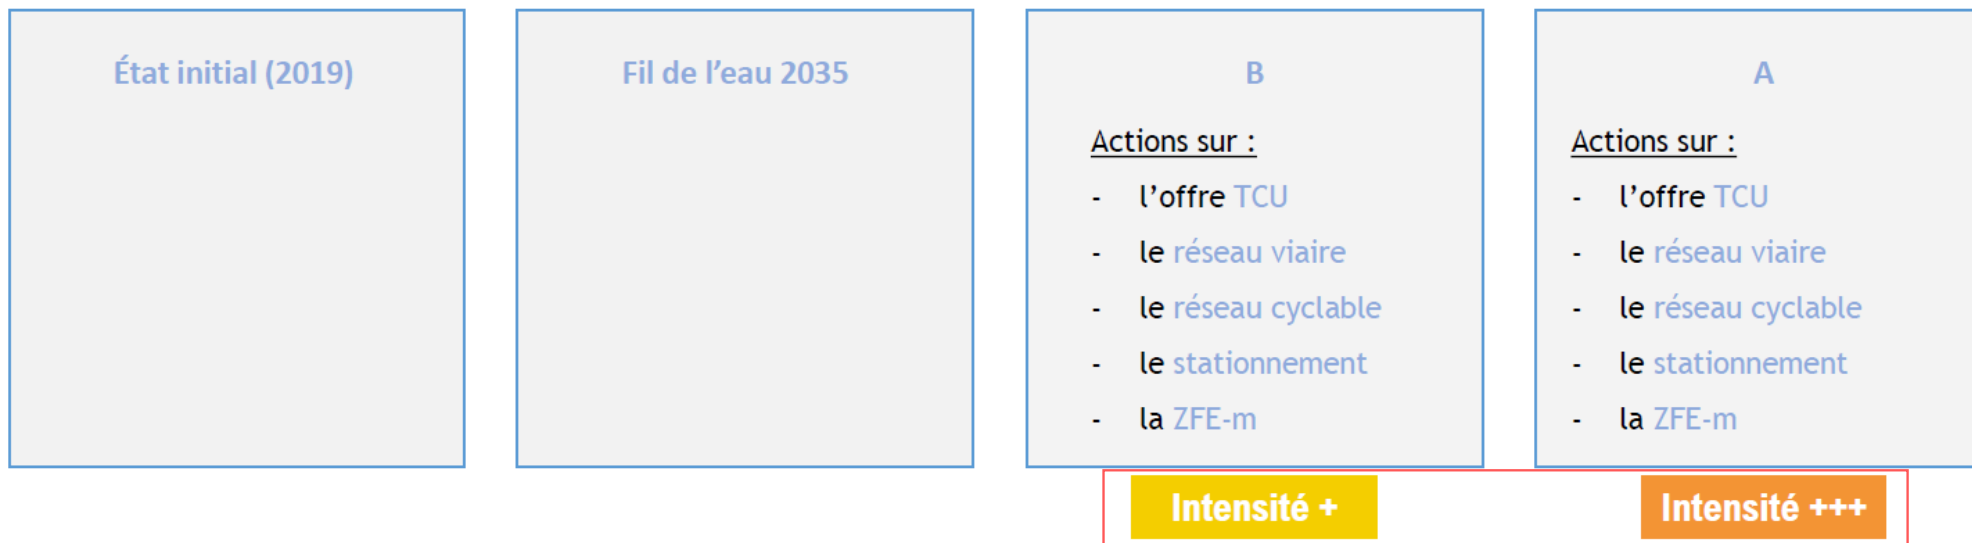 État initial (2019)
Fil de l’eau 2035
B
Actions sur :
- l’offre TCU
- le réseau viaire
- le réseau cyclable
- le stationnement
- la ZFE-m
Intensité +
A
Actions sur :
- l’offre TCU
- le réseau viaire
- le réseau cyclable
- le stationnement
- la ZFE-m
Intensité +++